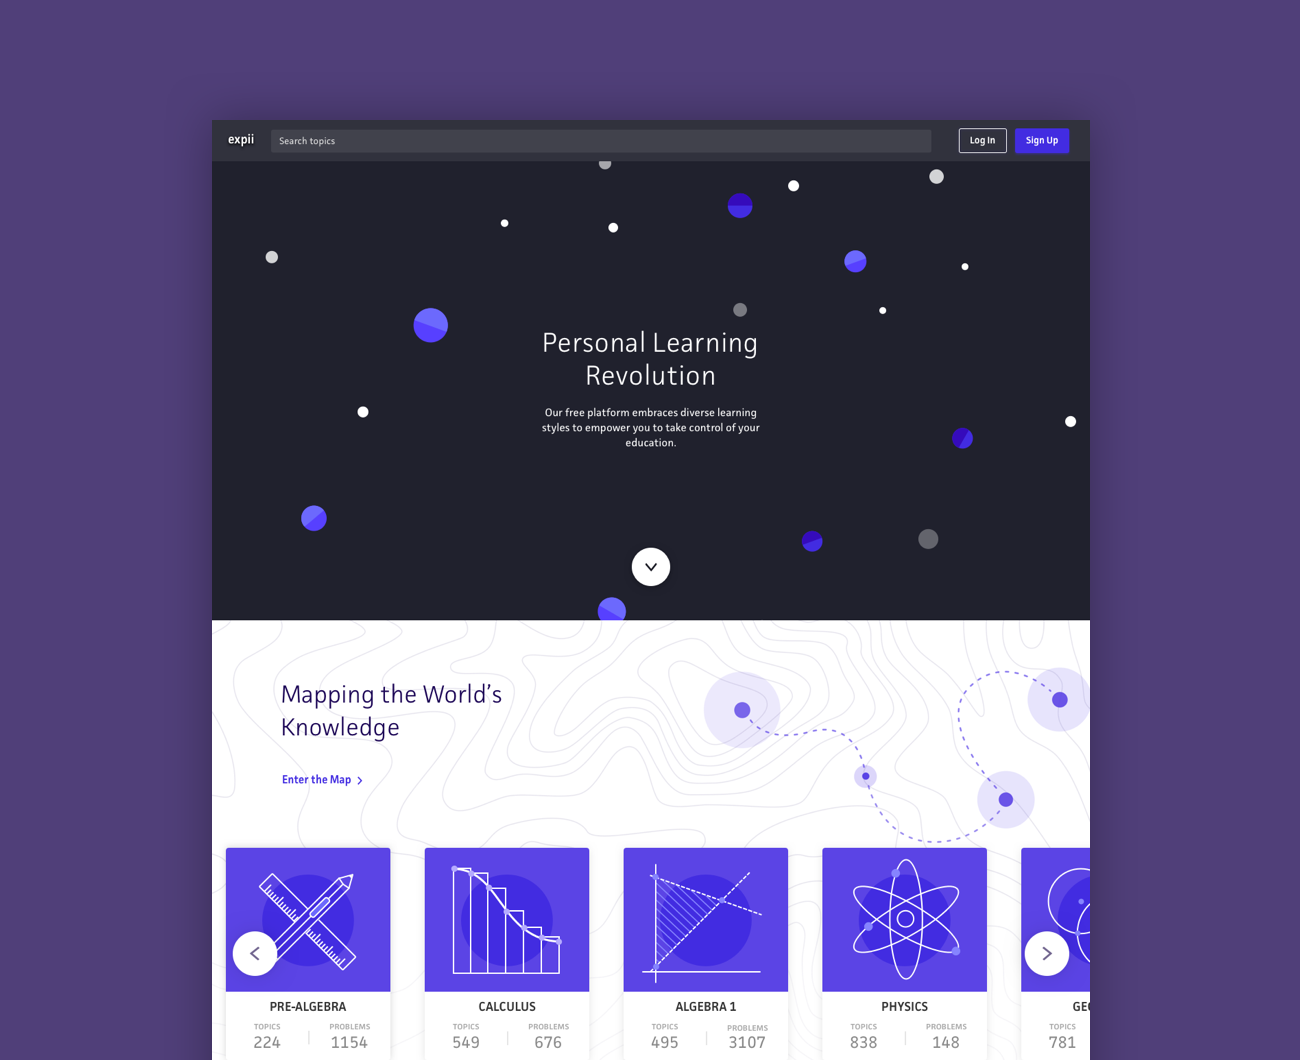 expii
Search topics
Log In
Sign Up
Personal Learning
Revolution
Our free platform embraces diverse learning
styles to empower you to take control of your
education.
Mapping the World's
Knowledge
Enter the Map
PRE-ALGEBRA
TOPICS PROBLEMS
224 1154
CALCULUS
TOPICS PROBLEMS
549 676
ALGEBRA 1
TOPICS PROBLEMS
495 3107
PHYSICS
TOPICS PROBLEMS
838 148
TOPICS
781